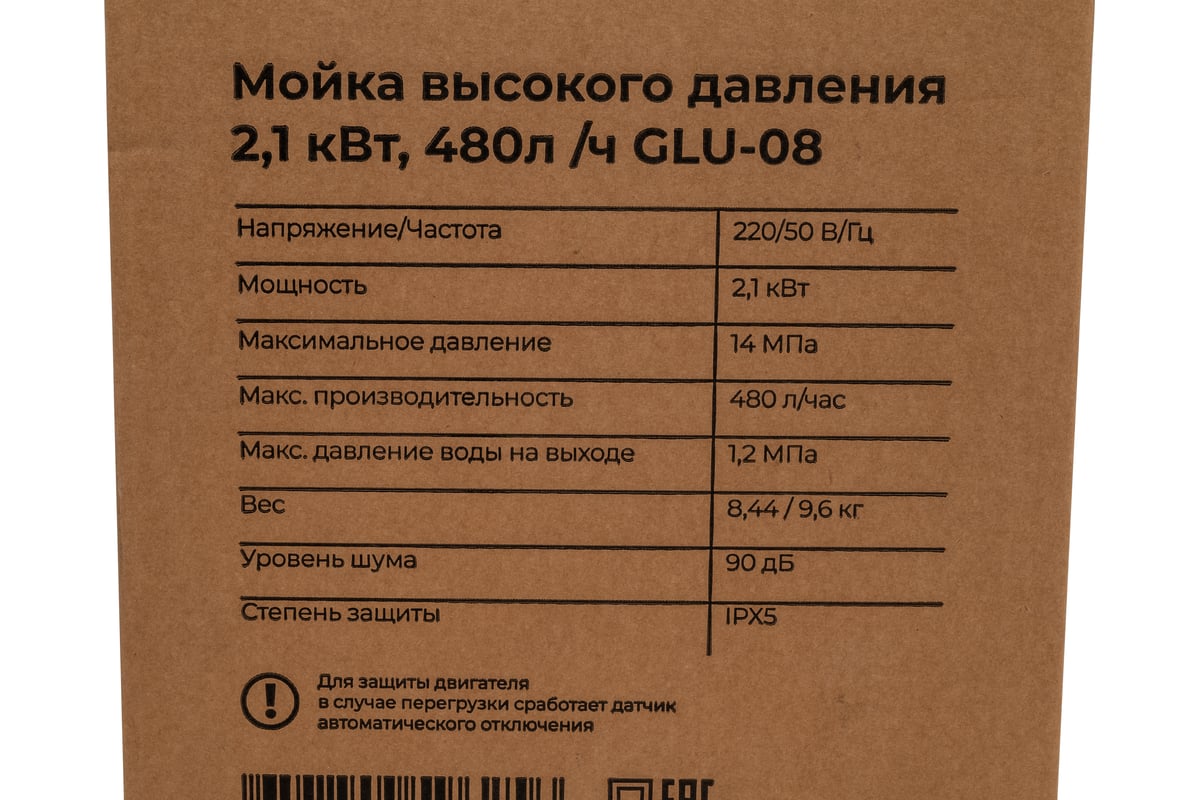 Мойка высокого давления
2,1 кВт, 480л /ч GLU-08
Напряжение/Частота 220/50 В/Гц
Мощность 2,1 кВт
Максимальное давление 14 МПа
Макс. производительность 480 л/час
Макс. давление воды на выходе 1,2 МПа
Вес 8,44 / 9,6 кг
Уровень шума 90 дБ
Степень защиты IPX5
Для защиты двигателя
в случае перегрузки сработает датчик
автоматического отключения